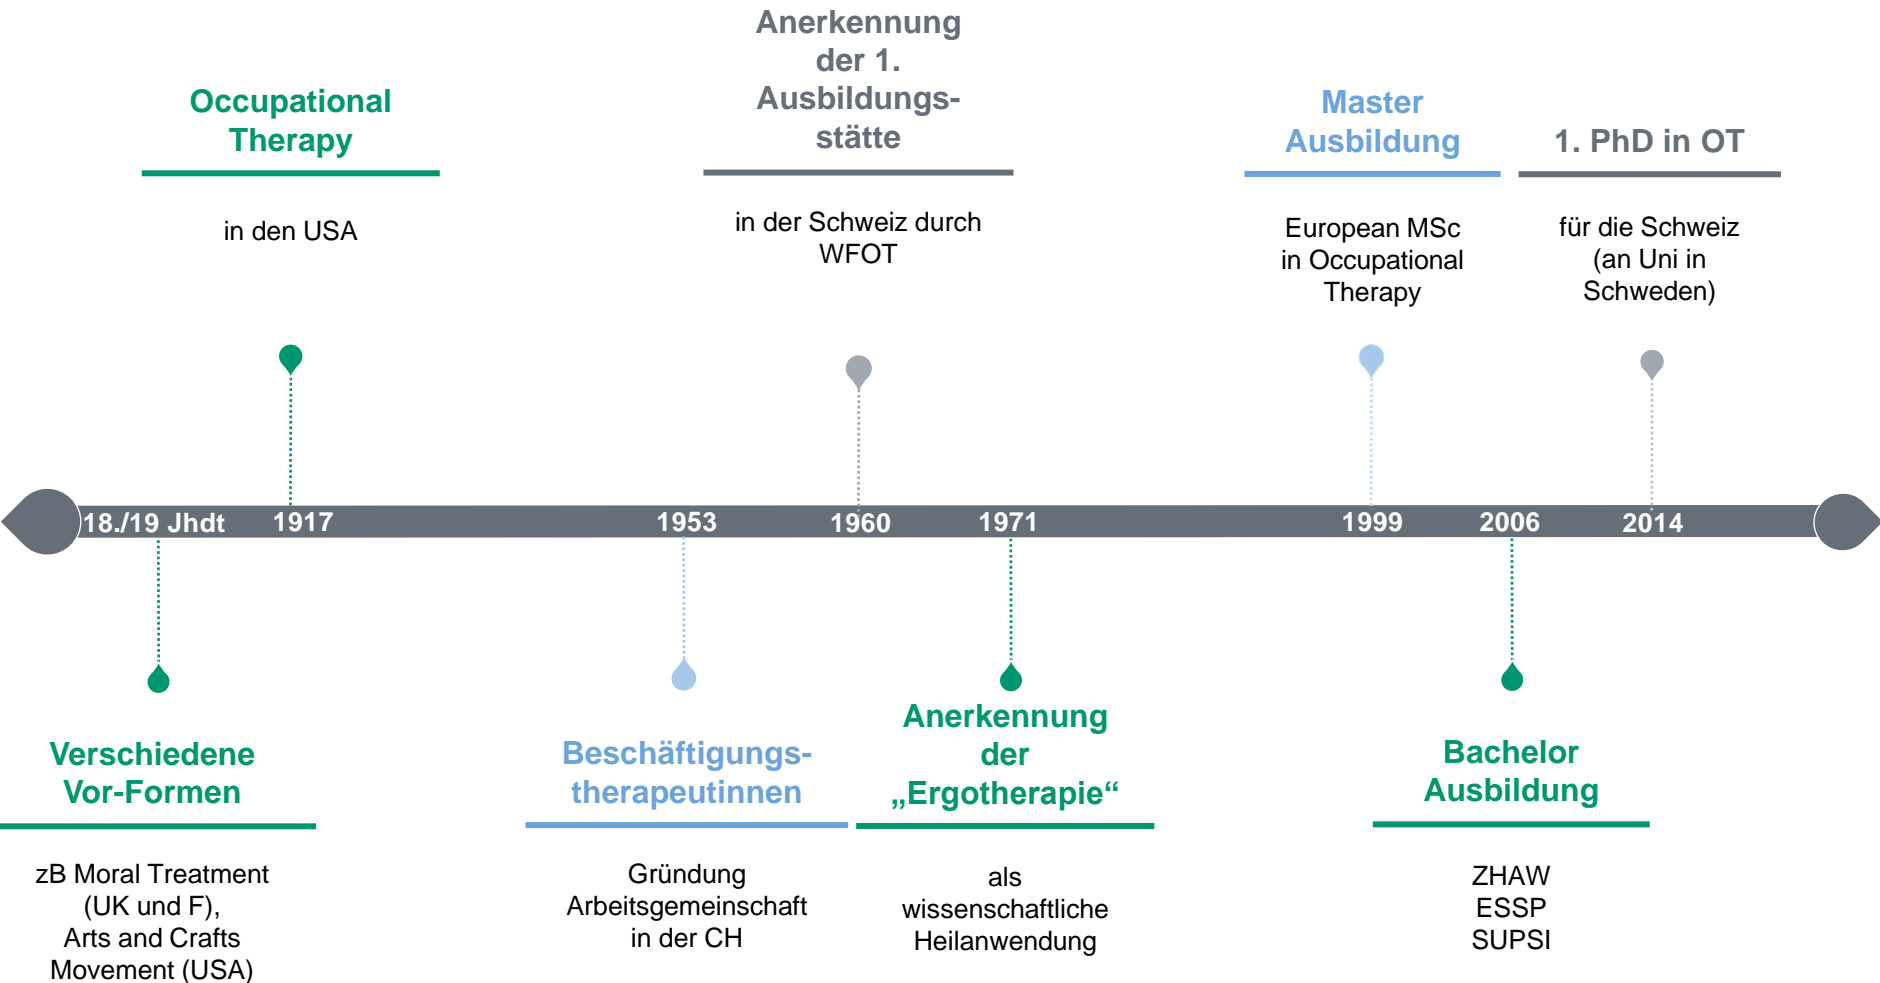 Occupational
Therapy
in den USA
Anerkennung
der 1.
Ausbildungs-
stätte
in der Schweiz durch
WFOT
Master
Ausbildung
European MSc
in Occupational
Therapy
1. PhD in OT
für die Schweiz
(an Uni in
Schweden)
18./19 Jhdt
1917
1953
1960
1971
1999
2006
2014
Verschiedene
Vor-Formen
zB Moral Treatment
(UK und F),
Arts and Crafts
Movement (USA)
Beschäftigungs-
therapeutinnen
Gründung
Arbeitsgemeinschaft
in der CH
Anerkennung
der
„Ergotherapie“
als
wissenschaftliche
Heilanwendung
Bachelor
Ausbildung
ZHAW
ESSP
SUPSI